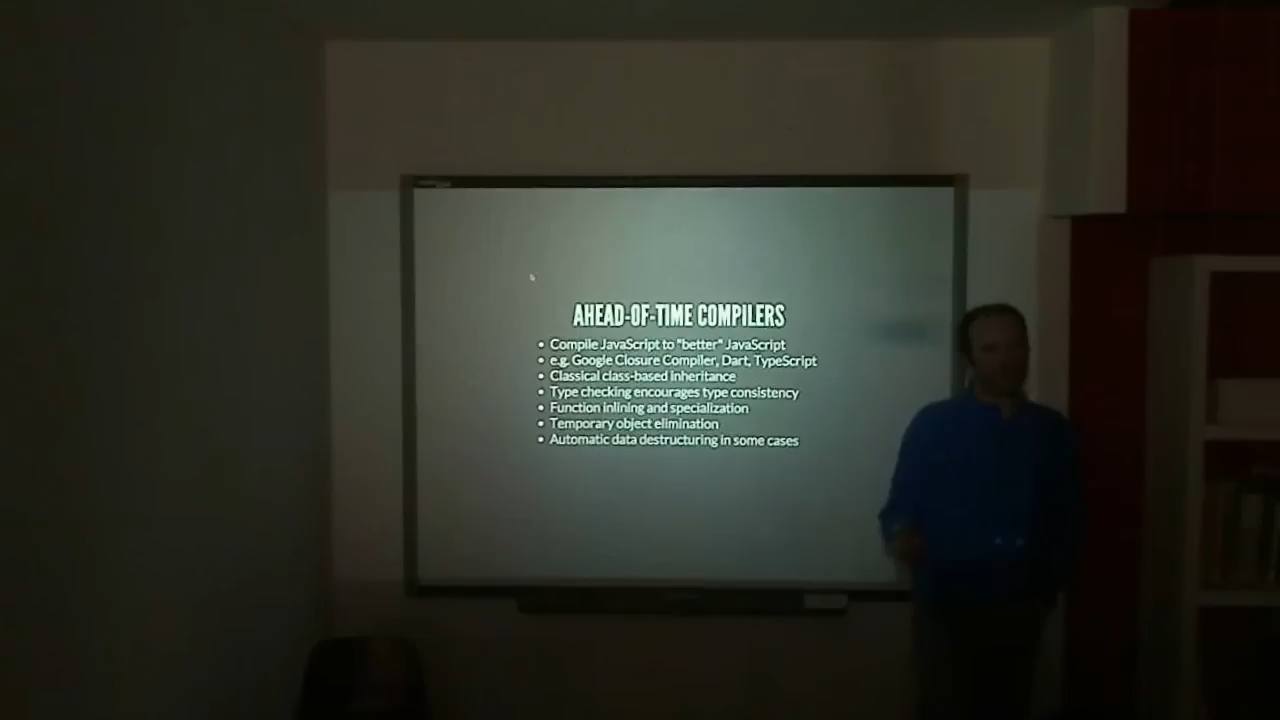 AHEAD-OF-TIME COMPILERS
• Compile JavaScript to "better" JavaScript
• e.g. Google Closure Compiler, Dart, TypeScript
• Classical class-based inheritance
• Type checking encourages type consistency
• Function inlining and specialization
• Temporary object elimination
• Automatic data destructuring in some cases